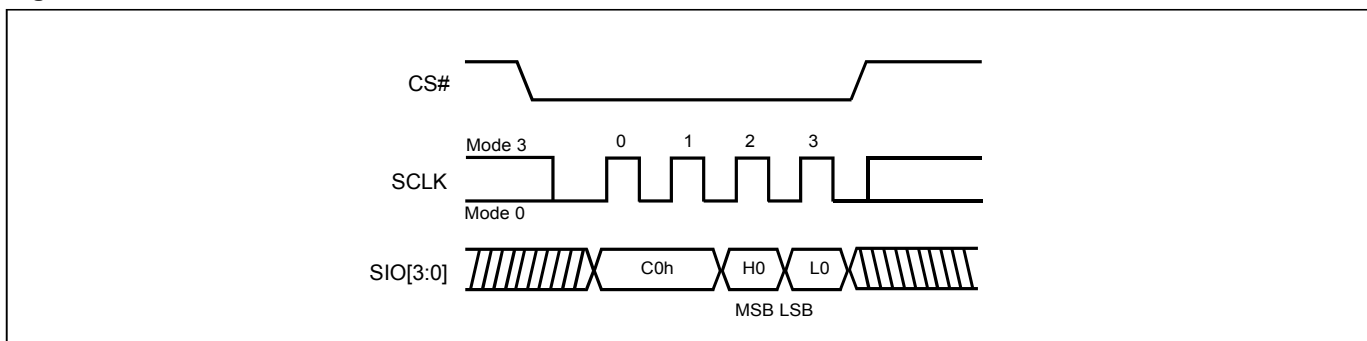 CS#
Mode 3
0 1 2 3
SCLK
Mode 0
SIO[3:0]
C0h H0 L0
MSB LSB